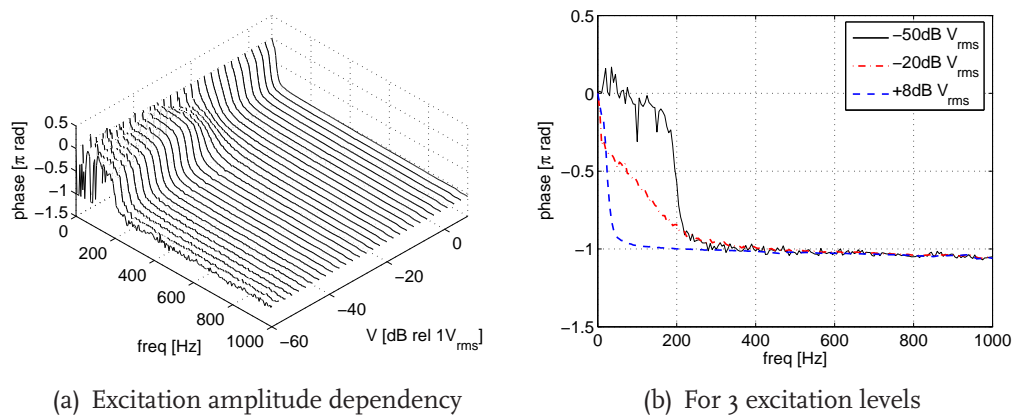 0.5
0
−0.5
−1
−1.5
phase [π rad]
0
200
400
600
800
1000
freq [Hz]
−60
−40
−20
0
V [dB rel 1V_rms]
(a) Excitation amplitude dependency
0.5
0
−0.5
−1
−1.5
phase [π rad]
0
200
400
600
800
1000
freq [Hz]
−50dB V_rms
−20dB V_rms
+8dB V_rms
(b) For 3 excitation levels